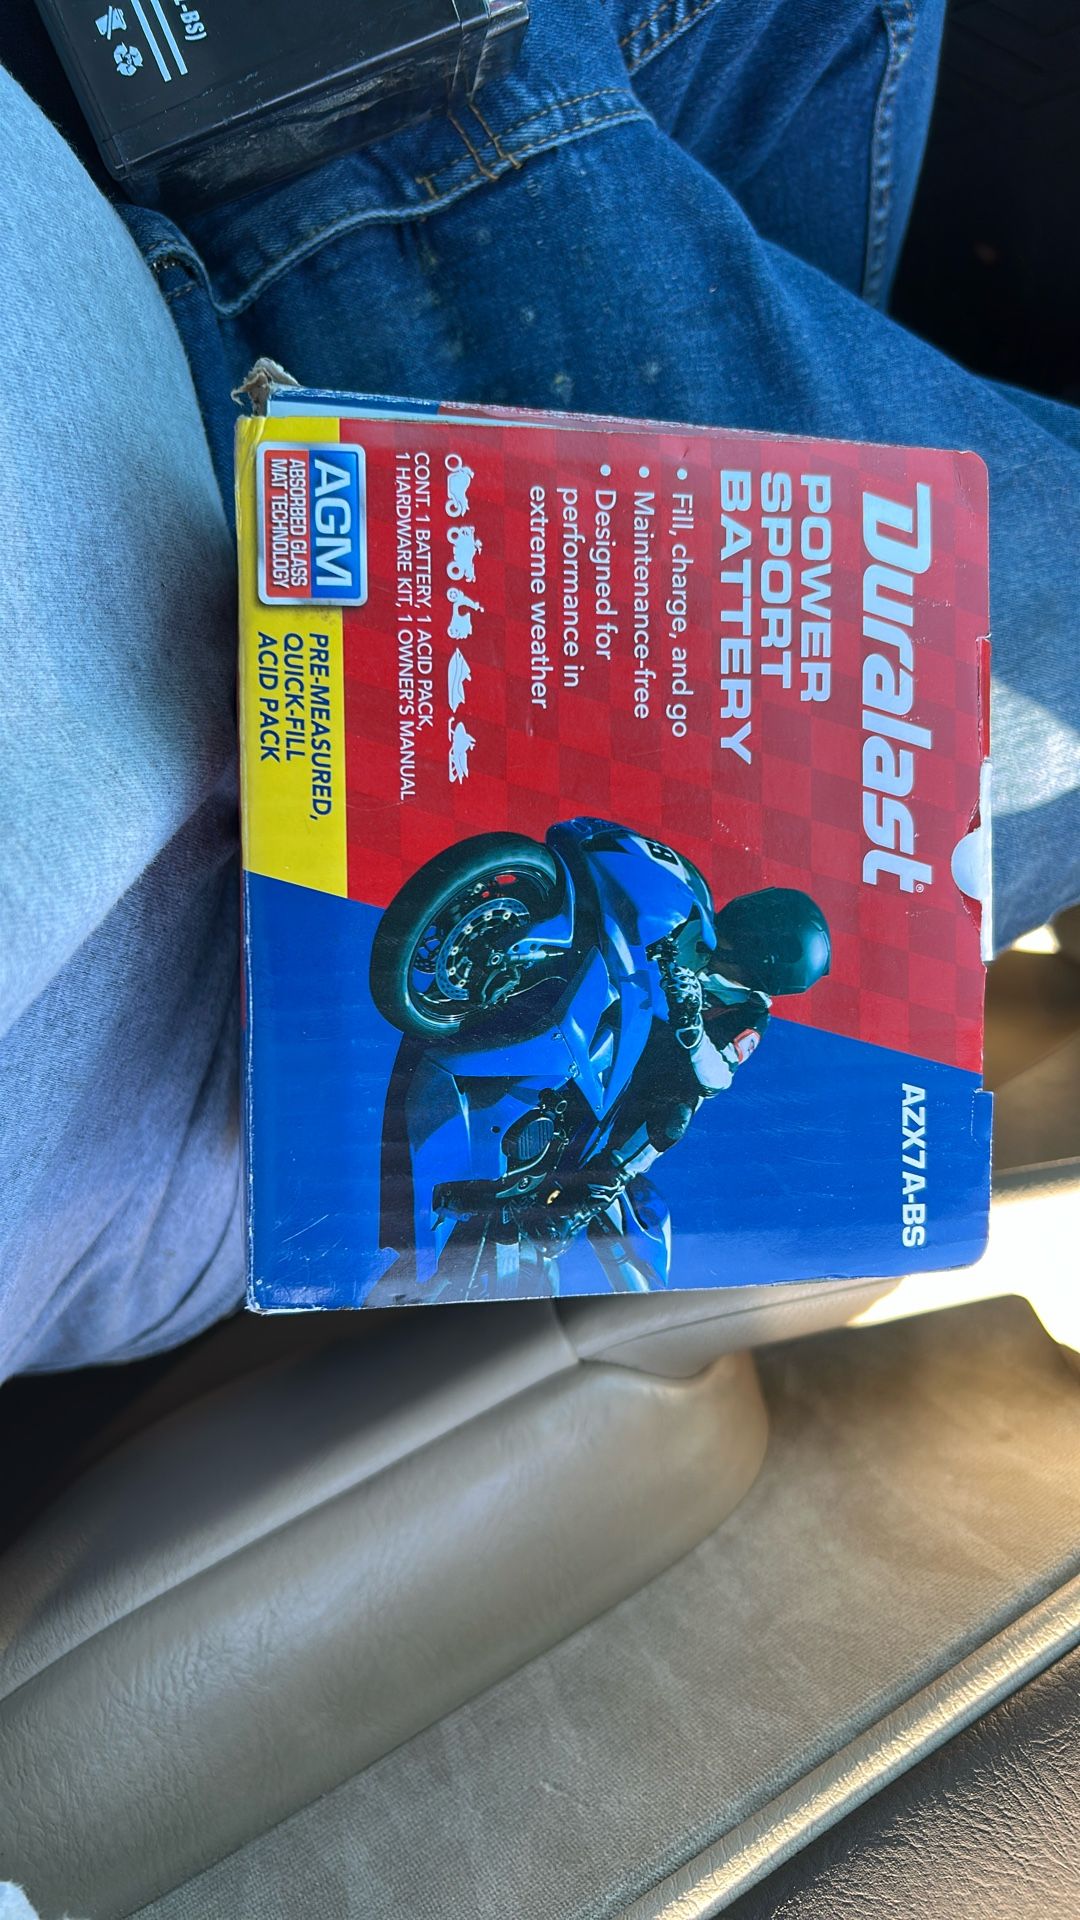 -BS)
Duralast®
AZX7A-BS
POWER
SPORT
BATTERY
• Fill, charge, and go
• Maintenance-free
• Designed for
performance in
extreme weather
8
CONT. 1 BATTERY, 1 ACID PACK,
1 HARDWARE KIT, 1 OWNER'S MANUAL
AGM
ABSORBED GLASS
MAT TECHNOLOGY
PRE-MEASURED,
QUICK-FILL
ACID PACK